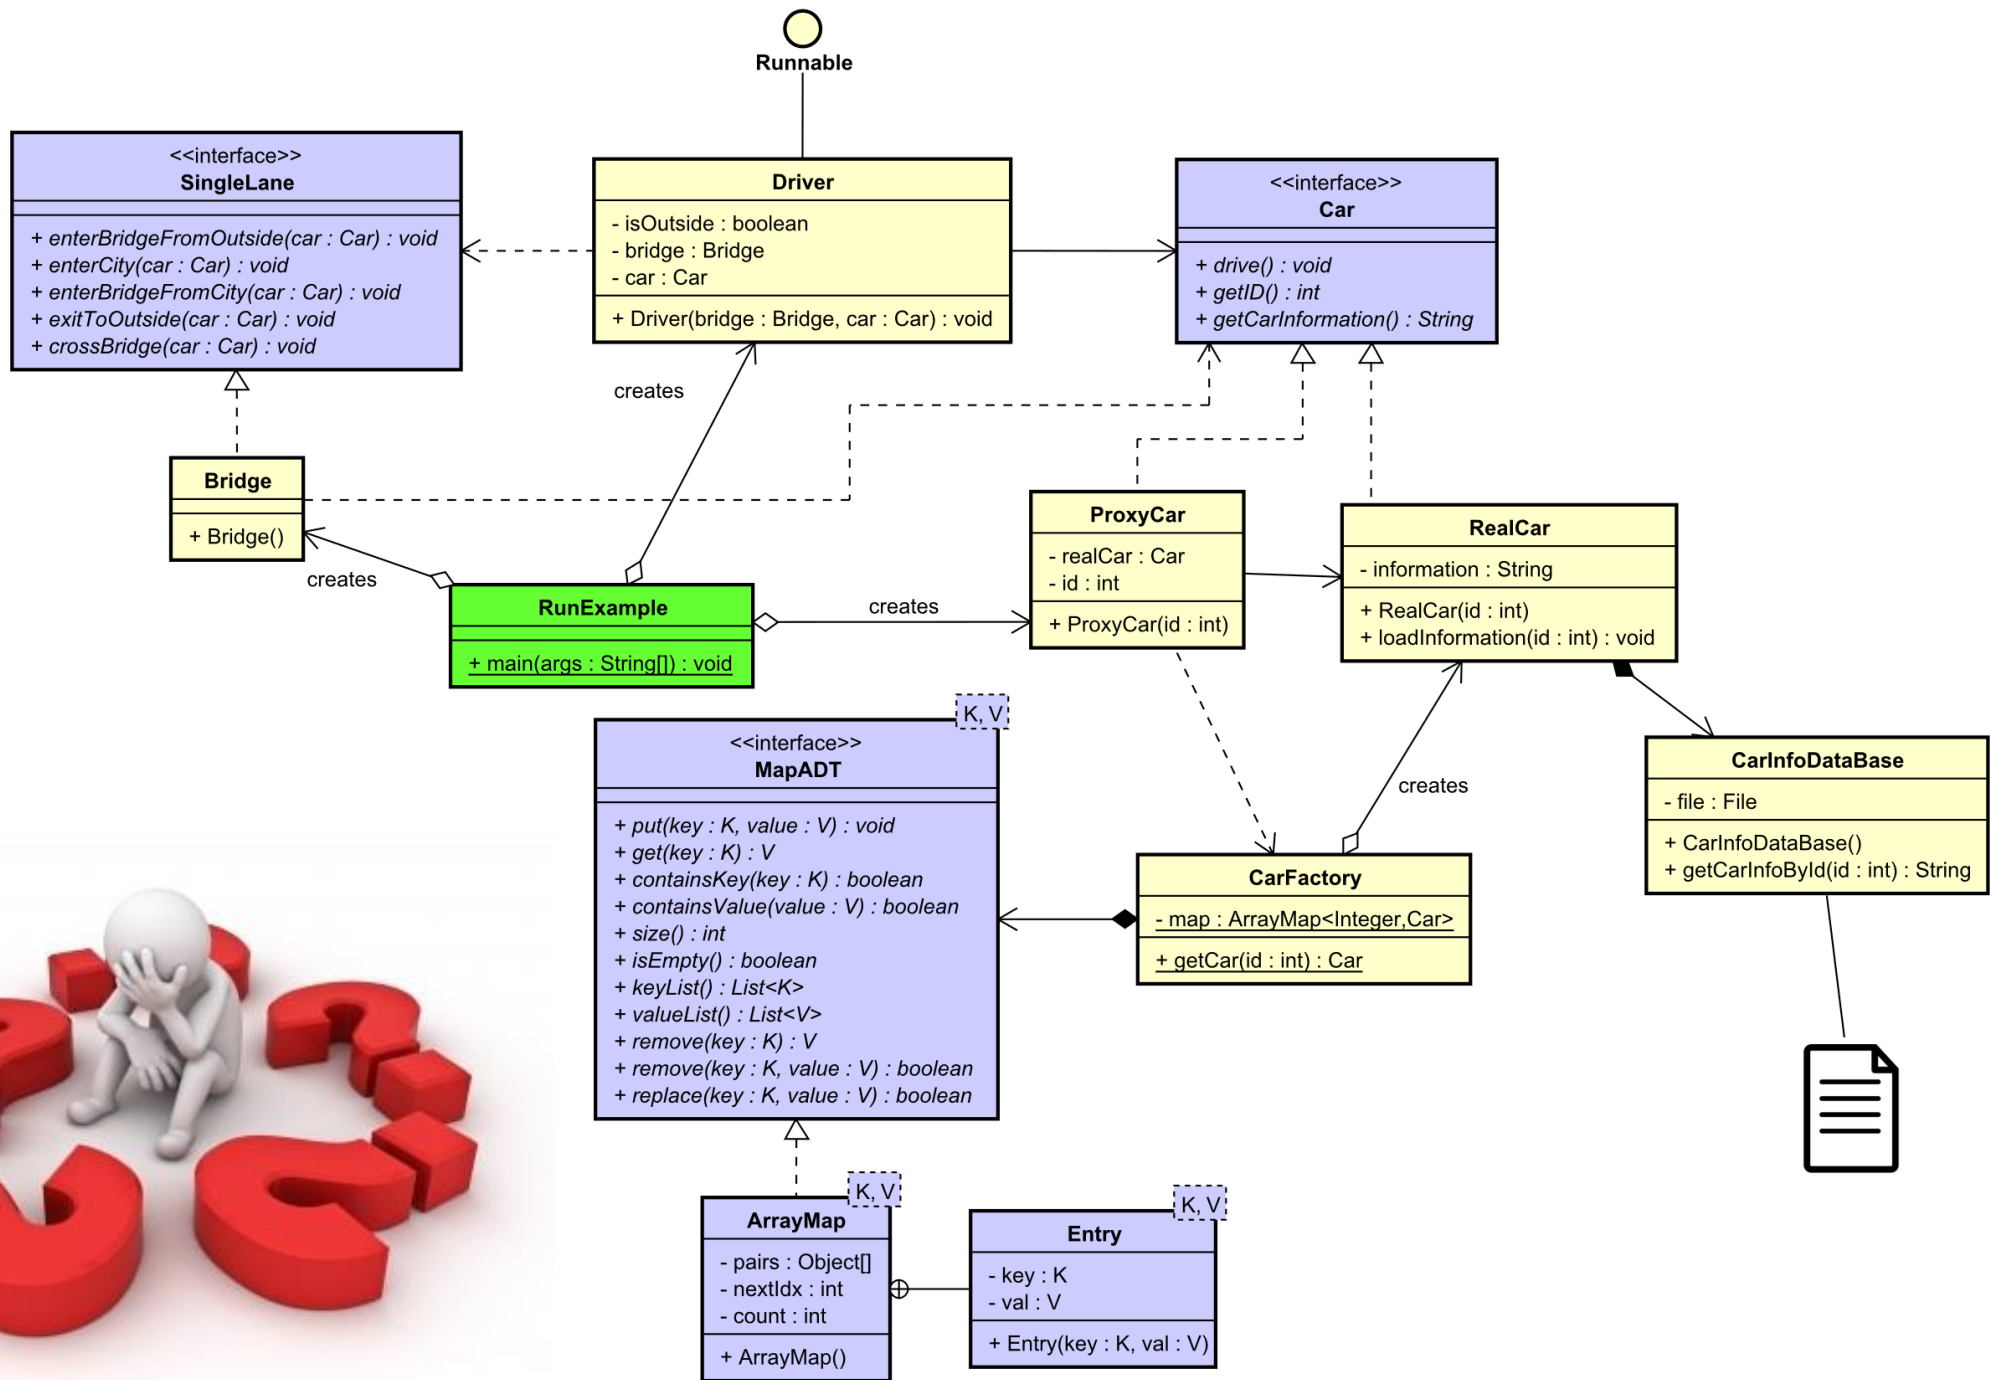 Runnable
<<interface>>
SingleLane
+ enterBridgeFromOutside(car : Car) : void
+ enterCity(car : Car) : void
+ enterBridgeFromCity(car : Car) : void
+ exitToOutside(car : Car) : void
+ crossBridge(car : Car) : void
Driver
- isOutside : boolean
- bridge : Bridge
- car : Car
+ Driver(bridge : Bridge, car : Car) : void
<<interface>>
Car
+ drive() : void
+ getID() : int
+ getCarInformation() : String
creates
Bridge
+ Bridge()
creates
RunExample
+ main(args : String[]) : void
creates
ProxyCar
- realCar : Car
- id : int
+ ProxyCar(id : int)
RealCar
- information : String
+ RealCar(id : int)
+ loadInformation(id : int) : void
K, V
<<interface>>
MapADT
+ put(key : K, value : V) : void
+ get(key : K) : V
+ containsKey(key : K) : boolean
+ containsValue(value : V) : boolean
+ size() : int
+ isEmpty() : boolean
+ keyList() : List<K>
+ valueList() : List<V>
+ remove(key : K) : V
+ remove(key : K, value : V) : boolean
+ replace(key : K, value : V) : boolean
creates
CarFactory
- map : ArrayMap<Integer,Car>
+ getCar(id : int) : Car
CarInfoDataBase
- file : File
+ CarInfoDataBase()
+ getCarInfoById(id : int) : String
K, V
ArrayMap
- pairs : Object[]
- nextIdx : int
- count : int
+ ArrayMap()
K, V
Entry
- key : K
- val : V
+ Entry(key : K, val : V)